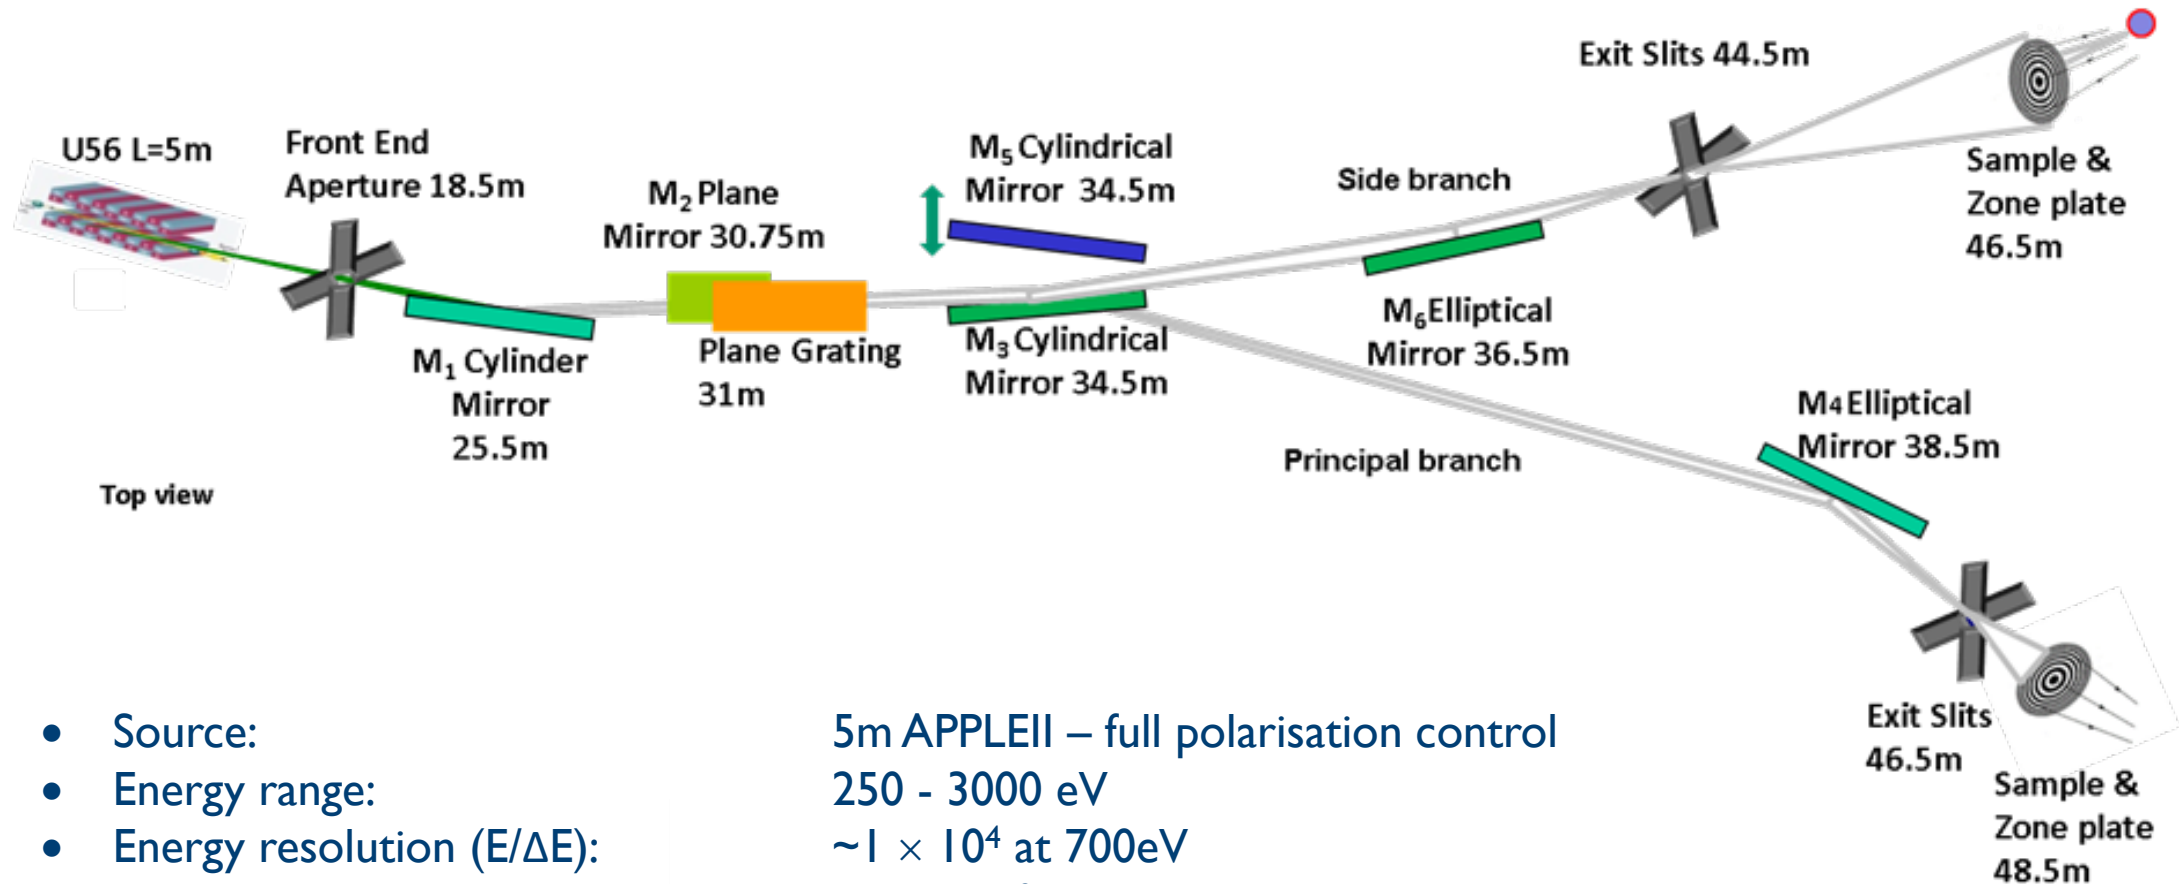 U56 L=5m
Front End
Aperture 18.5m
M₁ Cylinder
Mirror
25.5m
M₂ Plane
Mirror 30.75m
Plane Grating
31m
M₅ Cylindrical
Mirror 34.5m
M₃ Cylindrical
Mirror 34.5m
Side branch
M₆Elliptical
Mirror 36.5m
Exit Slits 44.5m
Sample &
Zone plate
46.5m
Principal branch
M4 Elliptical
Mirror 38.5m
Exit Slits
46.5m
Sample &
Zone plate
48.5m
Top view
• Source: 5m APPLEII – full polarisation control
• Energy range: 250 - 3000 eV
• Energy resolution (E/ΔE): ~1 × 10⁴ at 700eV